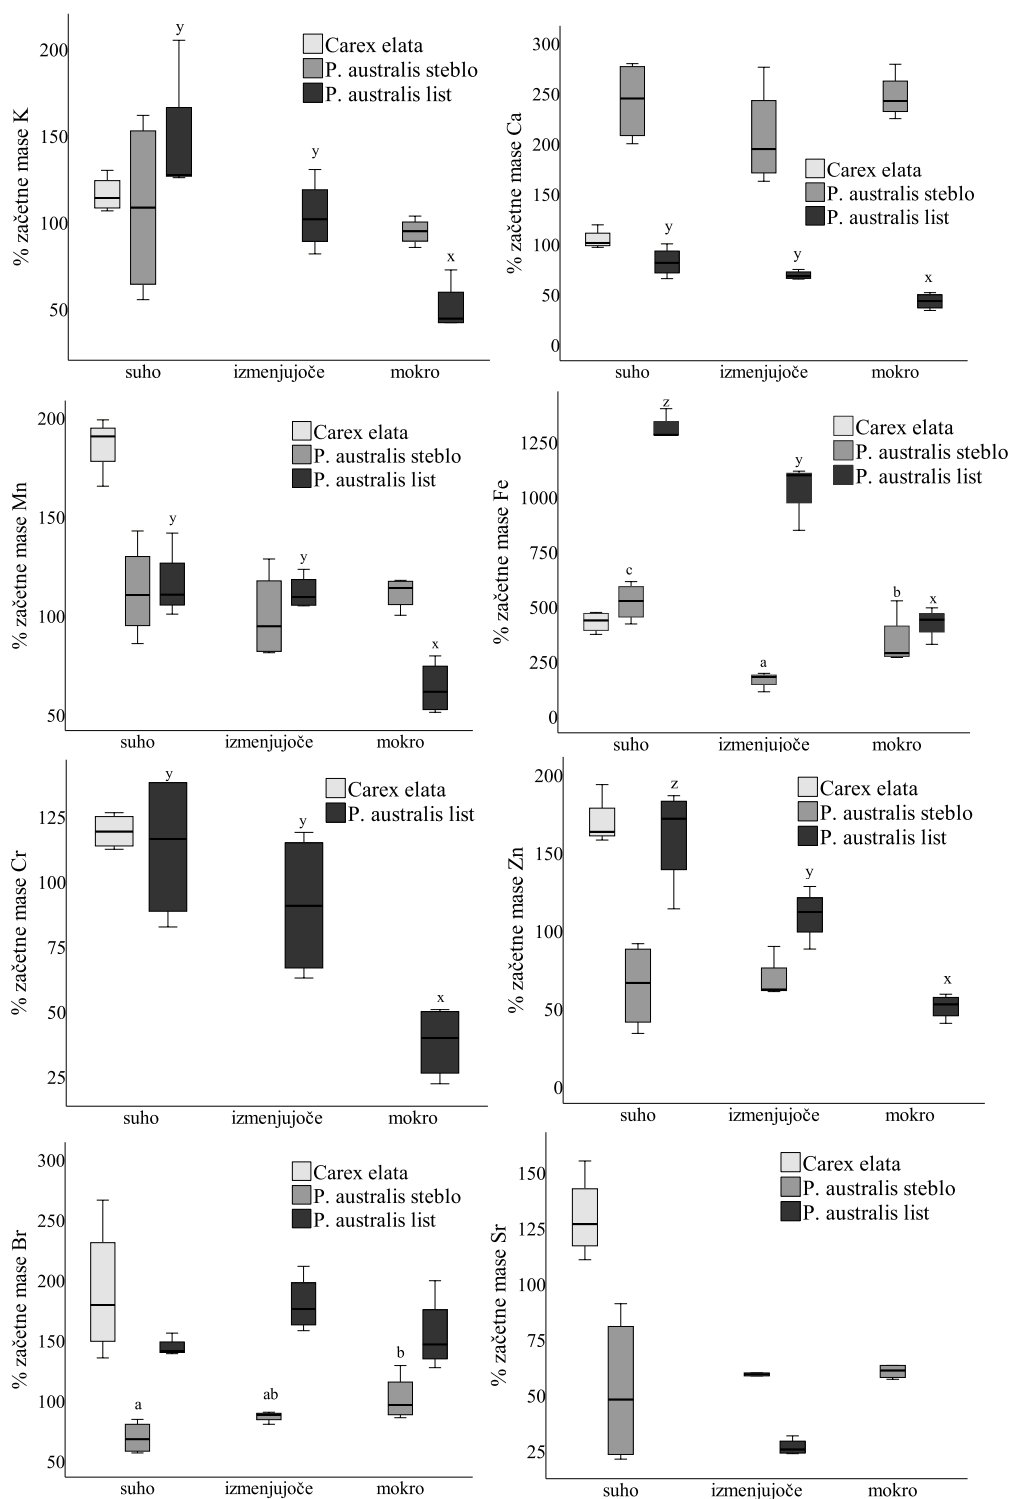 % začetne mase K
200
150
100
50
y
y
x
Carex elata
P. australis steblo
P. australis list
suho izmenjujoče mokro
% začetne mase Ca
300
250
200
150
100
50
0
y
y
x
Carex elata
P. australis steblo
P. australis list
suho izmenjujoče mokro
% začetne mase Mn
200
150
100
50
y
y
x
Carex elata
P. australis steblo
P. australis list
suho izmenjujoče mokro
% začetne mase Fe
1250
1000
750
500
250
0
z
y
c
a
b
x
Carex elata
P. australis steblo
P. australis list
suho izmenjujoče mokro
% začetne mase Cr
125
100
75
50
25
y
y
x
Carex elata
P. australis list
suho izmenjujoče mokro
% začetne mase Zn
200
150
100
50
0
z
y
x
Carex elata
P. australis steblo
P. australis list
suho izmenjujoče mokro
% začetne mase Br
300
250
200
150
100
50
a
ab
b
Carex elata
P. australis steblo
P. australis list
suho izmenjujoče mokro
% začetne mase Sr
150
125
100
75
50
25
Carex elata
P. australis steblo
P. australis list
suho izmenjujoče mokro